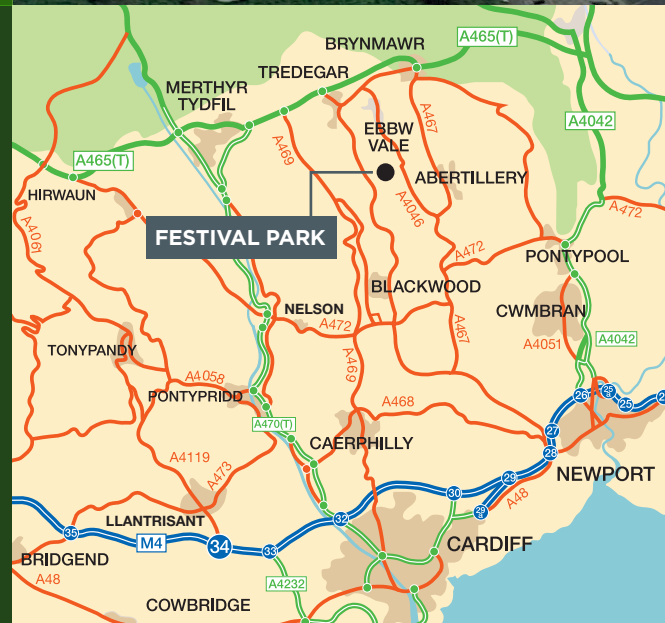 A465(T)
BRYNMAWR
TREDEGAR
MERTHYR
TYDFIL
A4042
A467
EBBW
VALE
A469
A465(T)
ABERTILLERY
HIRWAUN
A4046
A472
A4061
FESTIVAL PARK
A472
PONTYPOOL
BLACKWOOD
NELSON
CWMBRAN
A472
A467
A4051
A4042
TONYPANDY
A469
A4058
PONTYPRIDD
25a
26
25
A468
A470(T)
27
CAERPHILLY
A4119
28
A473
NEWPORT
29
30
A48
29a
LLANTRISANT
32
35
M4
34
33
CARDIFF
BRIDGEND
A48
A4232
COWBRIDGE